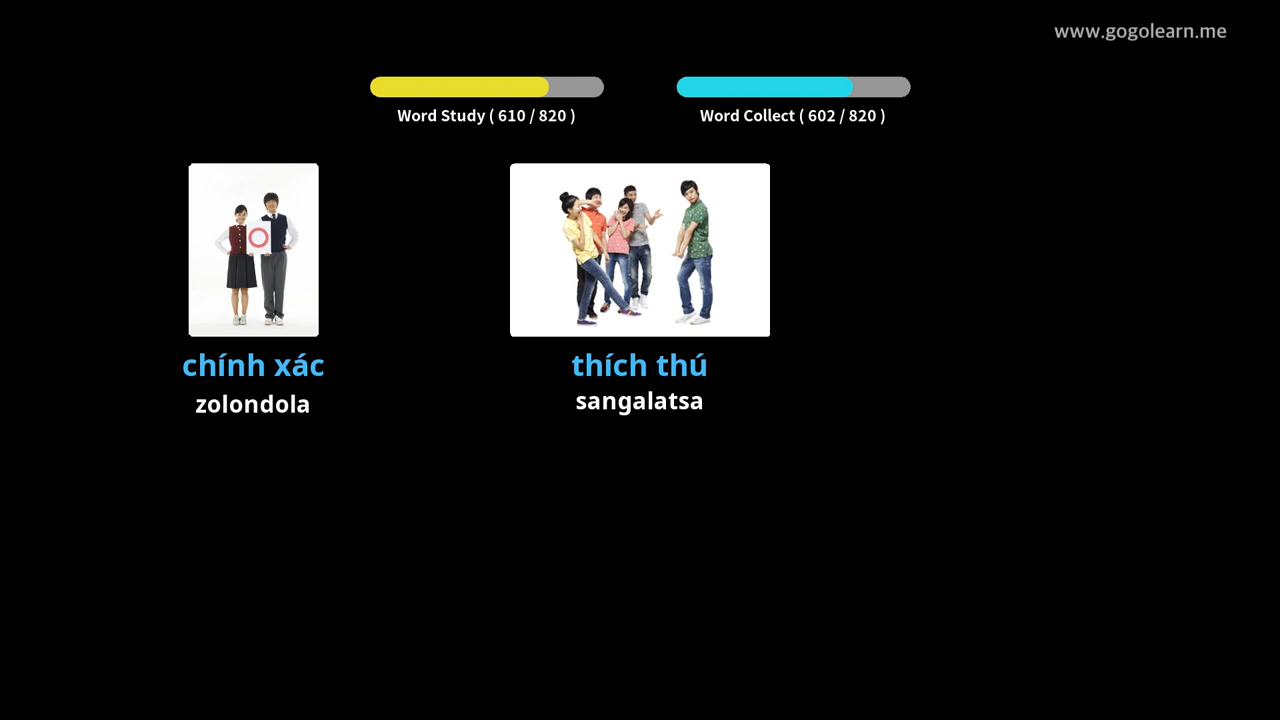 www.gogolearn.me
Word Study ( 610 / 820 )
Word Collect ( 602 / 820 )
chính xác
zolondola
thích thú
sangalatsa